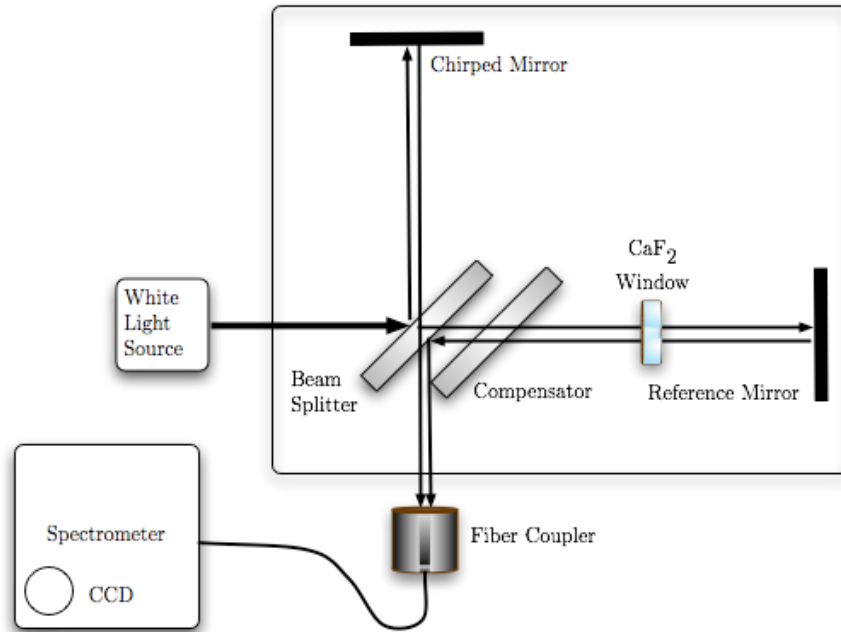 Chirped Mirror
CaF2
Window
White
Light
Source
Beam
Splitter
Compensator
Reference Mirror
Spectrometer
Fiber Coupler
CCD